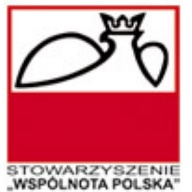 STOWARZYSZENIE
„WSPÓLNOTA POLSKA"